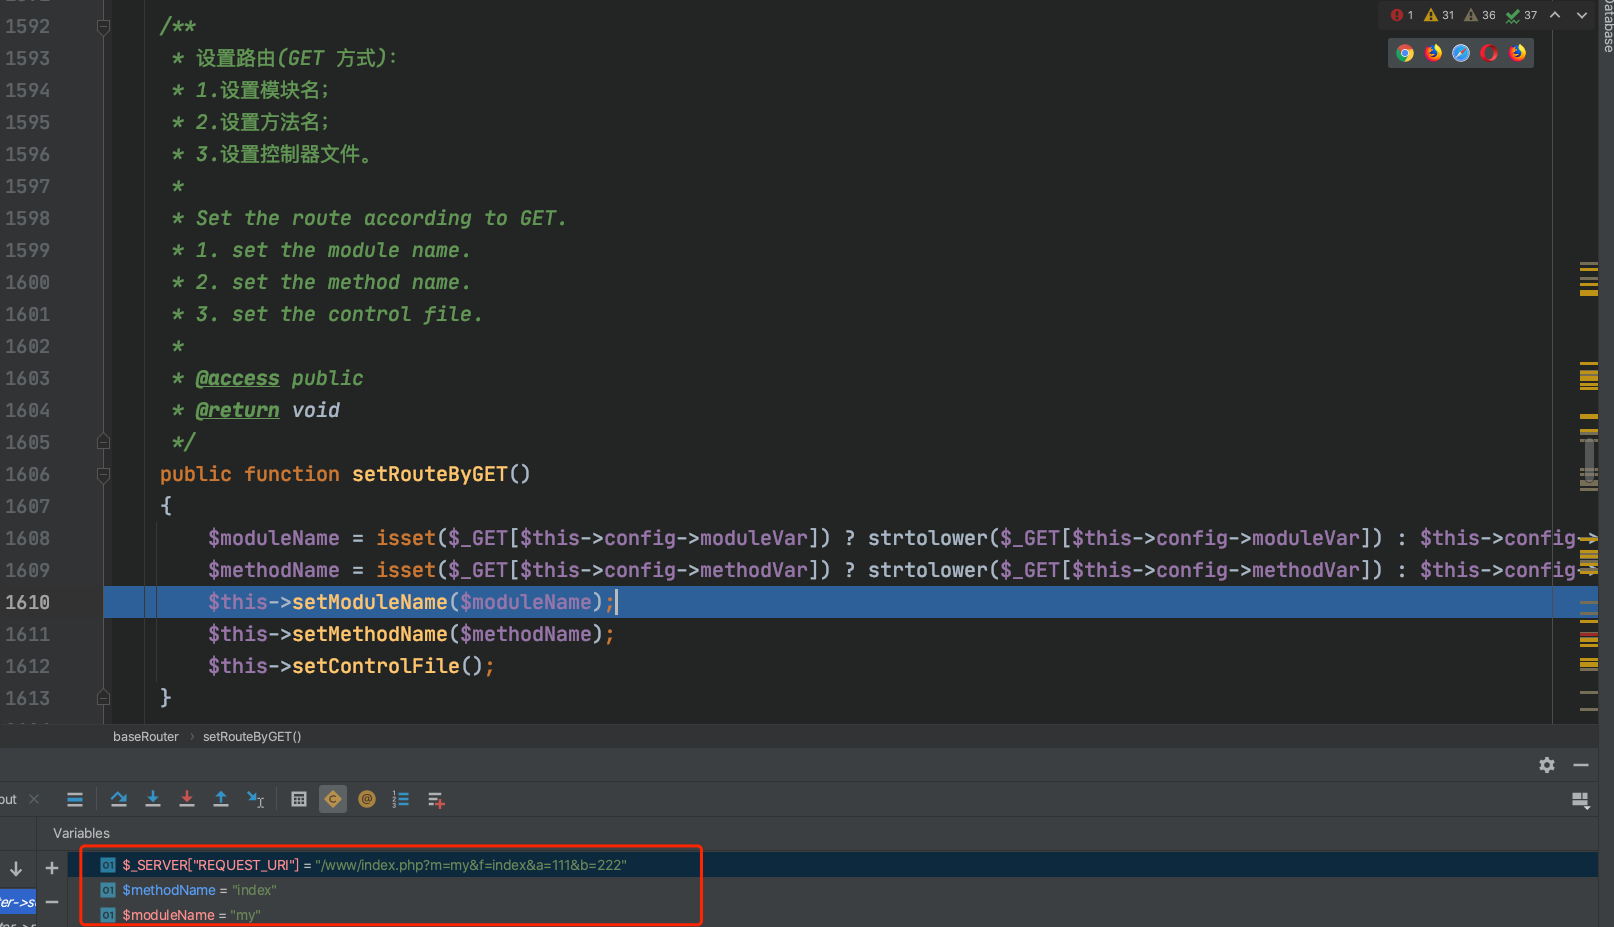 1592 /**
1593 * 设置路由(GET 方式):
1594 * 1.设置模块名;
1595 * 2.设置方法名;
1596 * 3.设置控制器文件。
1597 *
1598 * Set the route according to GET.
1599 * 1. set the module name.
1600 * 2. set the method name.
1601 * 3. set the control file.
1602 *
1603 * @access public
1604 * @return void
1605 */
1606 public function setRouteByGET()
1607 {
1608 $moduleName = isset($_GET[$this->config->moduleVar]) ? strtolower($_GET[$this->config->moduleVar]) : $this->config->
1609 $methodName = isset($_GET[$this->config->methodVar]) ? strtolower($_GET[$this->config->methodVar]) : $this->config->
1610 $this->setModuleName($moduleName);
1611 $this->setMethodName($methodName);
1612 $this->setControlFile();
1613 }
1 31 36 37
Database
baseRouter › setRouteByGET()
out
Variables
$_SERVER["REQUEST_URI"] = "/www/index.php?m=my&f=index&a=111&b=222"
$methodName = "index"
$moduleName = "my"